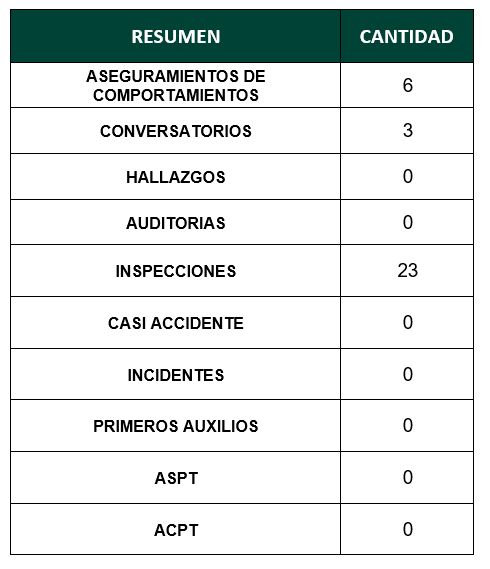 RESUMEN CANTIDAD
ASEGURAMIENTOS DE
COMPORTAMIENTOS 6
CONVERSATORIOS 3
HALLAZGOS 0
AUDITORIAS 0
INSPECCIONES 23
CASI ACCIDENTE 0
INCIDENTES 0
PRIMEROS AUXILIOS 0
ASPT 0
ACPT 0